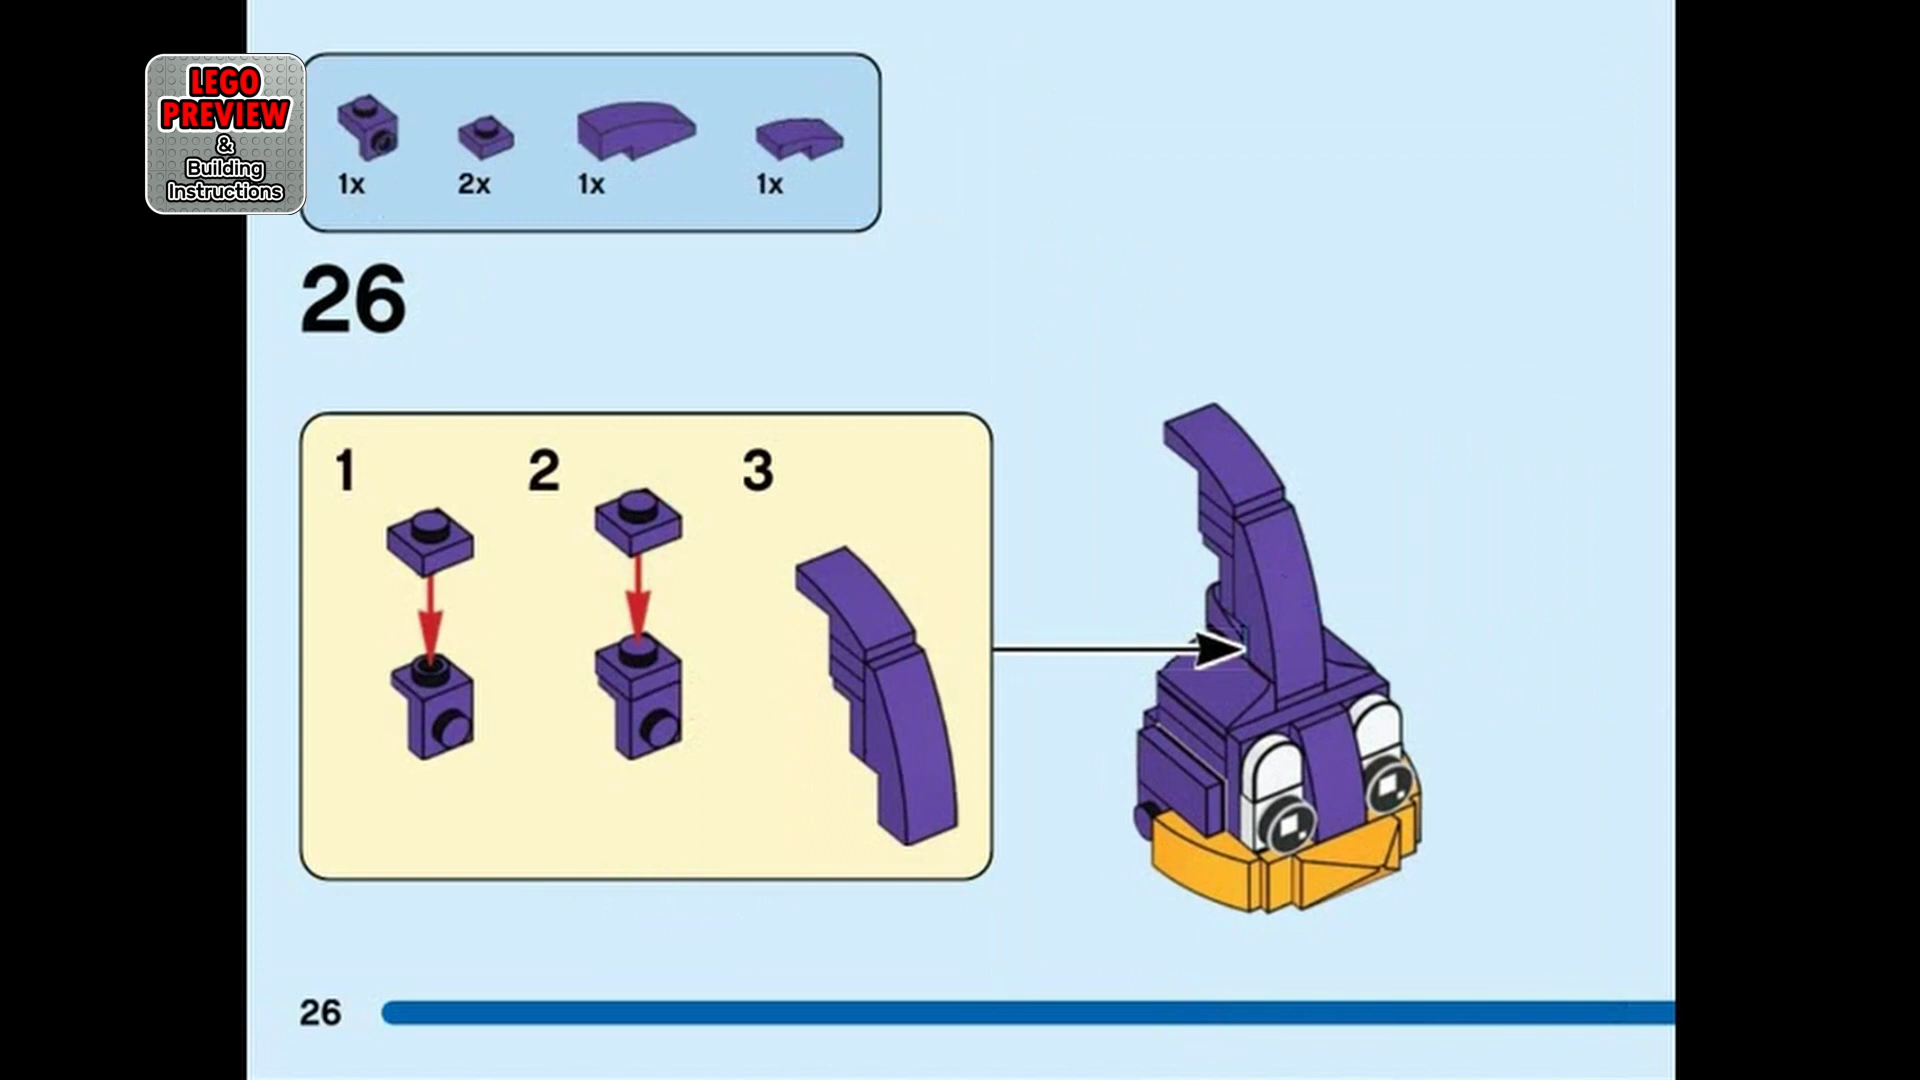 LEGO
PREVIEW
&
Building
Instructions
1x 2x 1x 1x
26
1 2 3
26